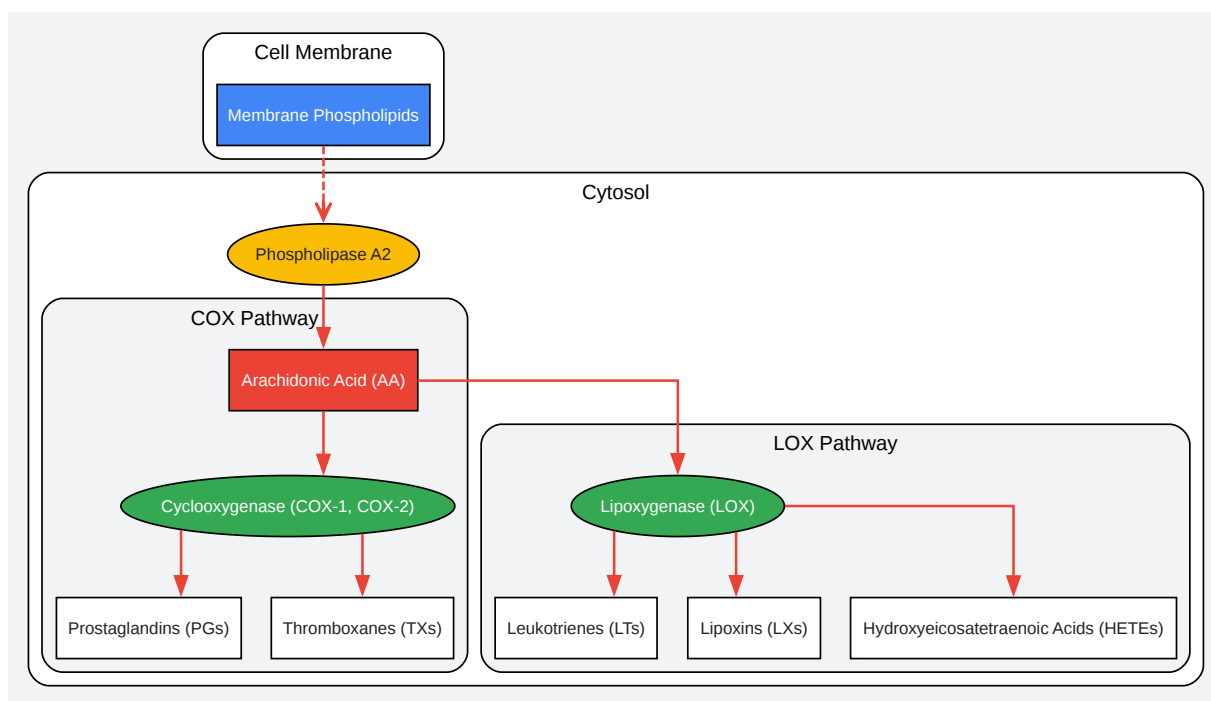 Cell Membrane
Membrane Phospholipids
Cytosol
Phospholipase A2
COX Pathway
Arachidonic Acid (AA)
LOX Pathway
Cyclooxygenase (COX-1, COX-2)
Lipoxygenase (LOX)
Prostaglandins (PGs)
Thromboxanes (TXs)
Leukotrienes (LTs)
Lipoxins (LXs)
Hydroxyeicosatetraenoic Acids (HETEs)